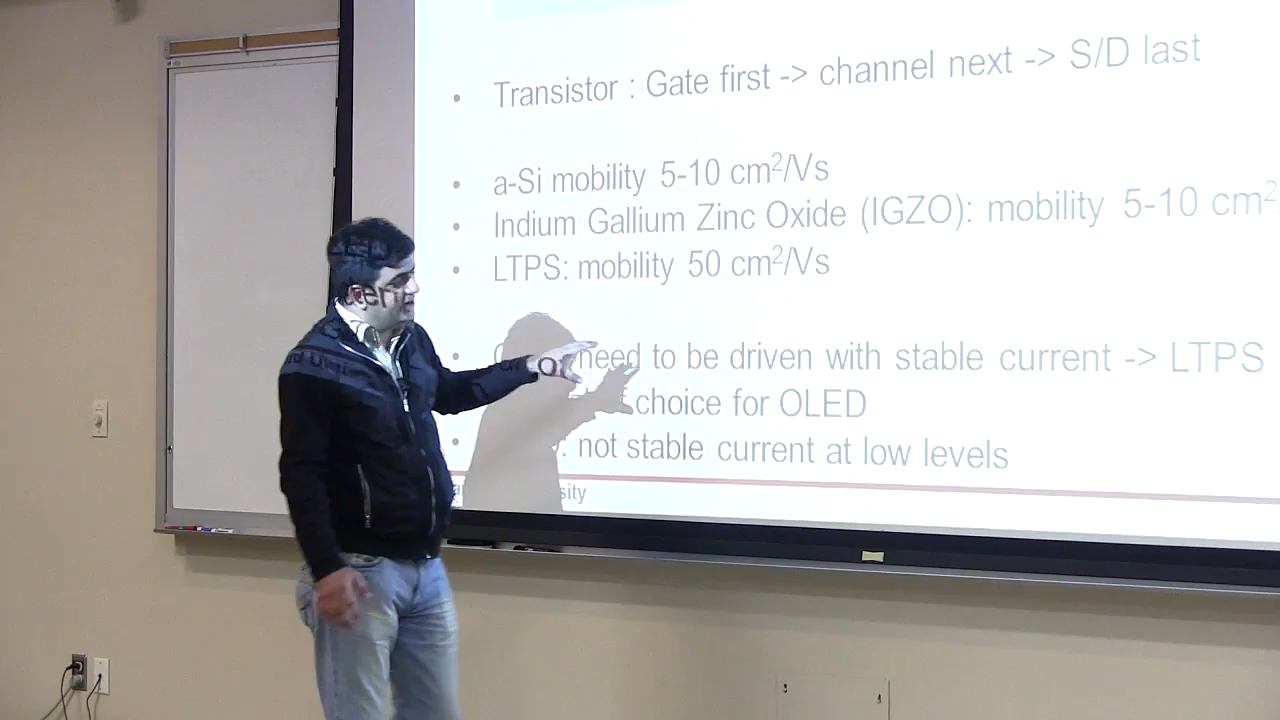 • Transistor : Gate first -> channel next -> S/D last
• a-Si mobility 5-10 cm²/Vs
• Indium Gallium Zinc Oxide (IGZO): mobility 5-10 cm²
• LTPS: mobility 50 cm²/Vs
• need to be driven with stable current -> LTPS
choice for OLED
• : not stable current at low levels